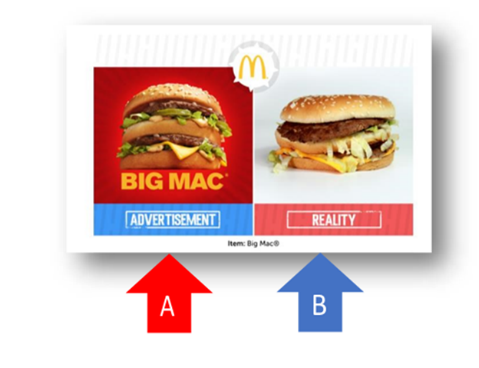 BIG MAC®
ADVERTISEMENT
REALITY
Item: Big Mac®
A
B